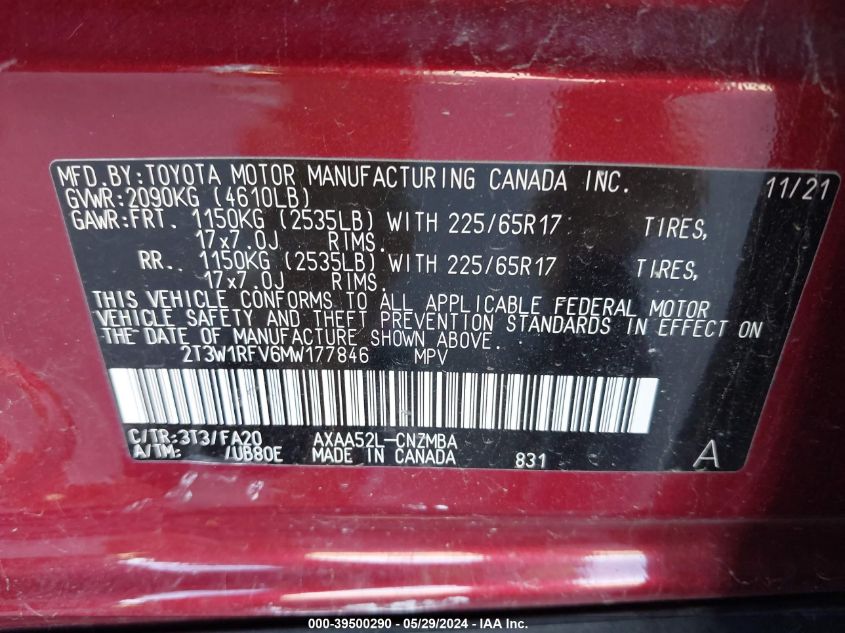 MFD.BY:TOYOTA MOTOR MANUFACTURING CANADA INC. 11/21
GVWR:2090KG (4610LB)
GAWR:FRT. 1150KG (2535LB) WITH 225/65R17 TIRES,
17x7.0J RIMS.
RR.. 1150KG (2535LB) WITH 225/65R17 TIRES,
17x7.0J RIMS.
THIS VEHICLE CONFORMS TO ALL APPLICABLE FEDERAL MOTOR
VEHICLE SAFETY AND THEFT PREVENTION STANDARDS IN EFFECT ON
THE DATE OF MANUFACTURE SHOWN ABOVE.
2T3W1RFV6MW177846 MPV
C/TR:3T3/FA20 AXAA52L-CNZMBA
A/TM: /UB80E MADE IN CANADA 831 A
000-39500290 - 05/29/2024 - IAA Inc.